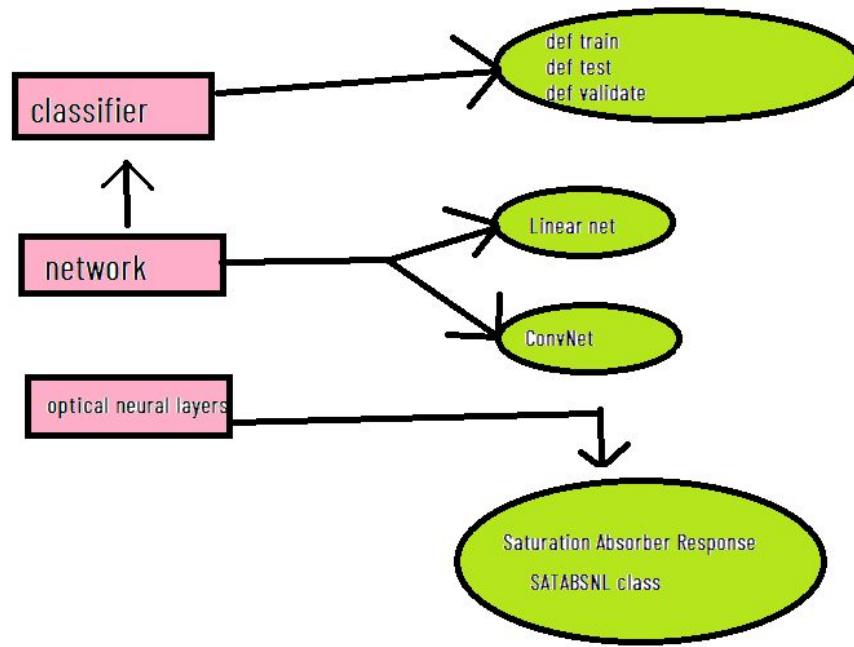 classifier
def train
def test
def validate
network
Linear net
ConvNet
optical neural layers
Saturation Absorber Response
SATABSNL class